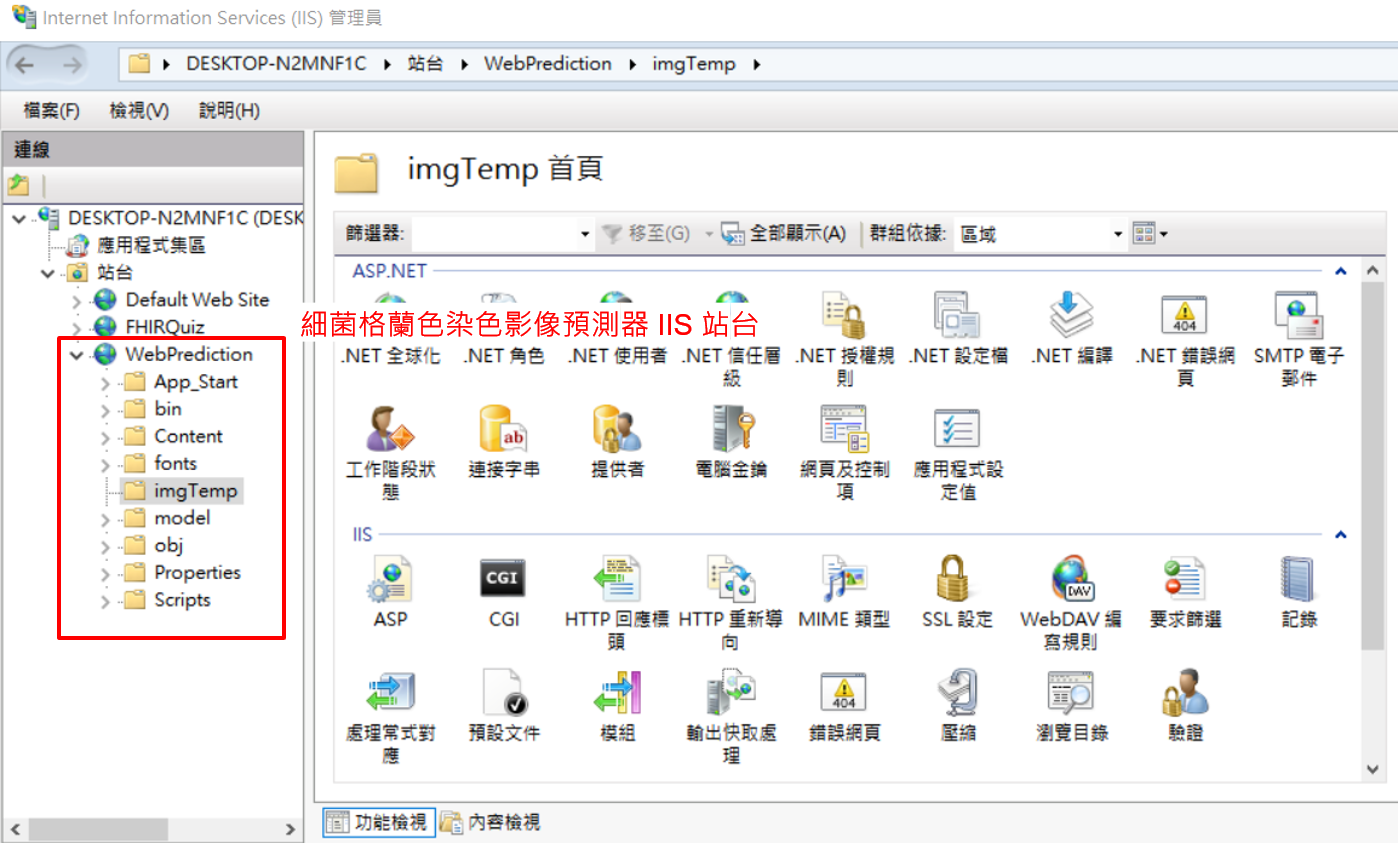 Internet Information Services (IIS) 管理員
DESKTOP-N2MNF1C 站台 WebPrediction imgTemp
檔案(F) 檢視(V) 說明(H)
連線
DESKTOP-N2MNF1C (DESK
應用程式集區
站台
Default Web Site
FHIRQuiz
WebPrediction
App_Start
bin
Content
fonts
imgTemp
model
obj
Properties
Scripts
imgTemp 首頁
篩選器: 移至(G) 全部顯示(A) 群組依據: 區域
ASP.NET
細菌格蘭色染色影像預測器 IIS 站台
.NET 全球化
.NET 角色
.NET 使用者
.NET 信任層
級
.NET 授權規
則
.NET 設定檔
.NET 編譯
404
.NET 錯誤網
頁
SMTP 電子
郵件
工作階段狀
態
ab
連接字串
提供者
電腦金鑰
網頁及控制
項
應用程式設
定值
IIS
ASP
CGI
CGI
HTTP 回應標
頭
HTTP 重新導
向
MIME 類型
SSL 設定
DAV
WebDAV 編
寫規則
要求篩選
記錄
處理常式對
應
預設文件
模組
輸出快取處
理
404
錯誤網頁
壓縮
瀏覽目錄
驗證
功能檢視 內容檢視